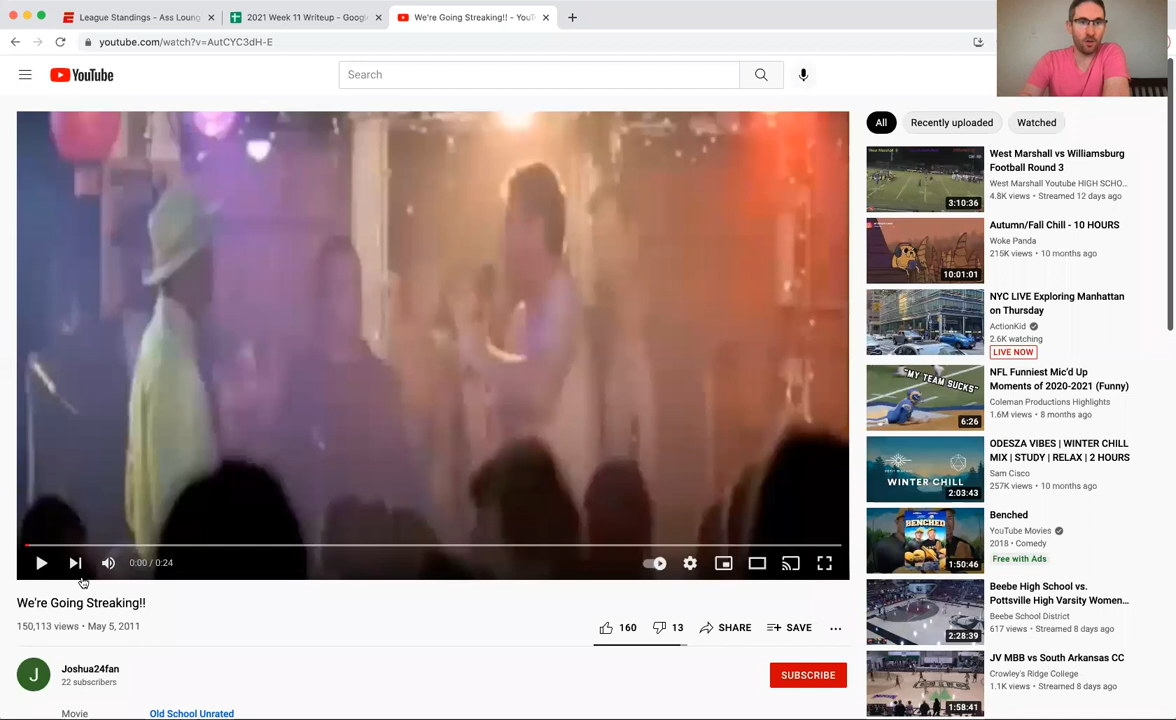 League Standings - Ass Loung
2021 Week 11 Writeup - Googl
We're Going Streaking!! - YouT
youtube.com/watch?v=AutCYC3dH-E
YouTube
Search
All
Recently uploaded
Watched
West Marshall vs Williamsburg
Football Round 3
West Marshall Youtube HIGH SCHO...
4.8K views • Streamed 12 days ago
3:10:36
Autumn/Fall Chill - 10 HOURS
Woke Panda
215K views • 10 months ago
10:01:01
NYC LIVE Exploring Manhattan
on Thursday
ActionKid
2.6K watching
LIVE NOW
"MY TEAM SUCKS"
NFL Funniest Mic'd Up
Moments of 2020-2021 (Funny)
Coleman Productions Highlights
1.6M views • 8 months ago
6:26
WINTER CHILL
ODESZA VIBES | WINTER CHILL
MIX | STUDY | RELAX | 2 HOURS
Sam Cisco
257K views • 10 months ago
2:03:43
BENCHED
Benched
YouTube Movies
2018 • Comedy
Free with Ads
1:50:46
Beebe High School vs.
Pottsville High Varsity Women...
Beebe School District
617 views • Streamed 8 days ago
2:28:39
JV MBB vs South Arkansas CC
Crowley's Ridge College
1.1K views • Streamed 8 days ago
1:58:41
0:00 / 0:24
We're Going Streaking!!
150,113 views • May 5, 2011
160
13
SHARE
SAVE
J
Joshua24fan
22 subscribers
SUBSCRIBE
Movie
Old School Unrated